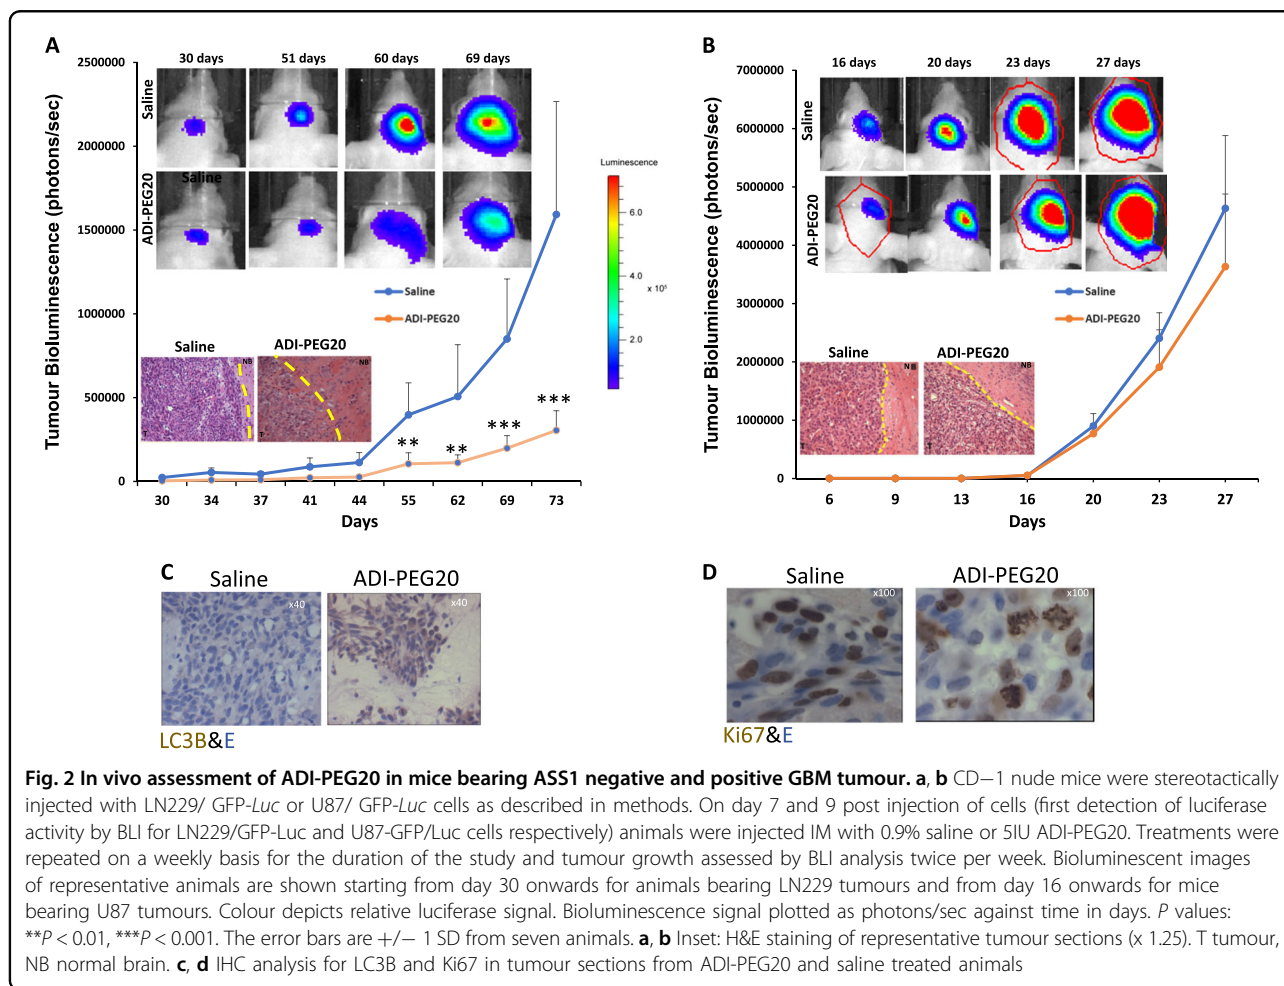 A
30 days 51 days 60 days 69 days
Saline
ADI-PEG20
Saline
Tumour Bioluminescence (photons/sec)
2500000
2000000
1500000
1000000
500000
0
Luminescence
6.0
4.0
x 10⁵
2.0
Saline
ADI-PEG20
Saline ADI-PEG20
NB NB
T T
** ** *** ***
30 34 37 41 44 55 62 69 73
Days
B
16 days 20 days 23 days 27 days
Saline
ADI-PEG20
Tumour Bioluminescence (photons/sec)
7000000
6000000
5000000
4000000
3000000
2000000
1000000
0
Saline
ADI-PEG20
Saline ADI-PEG20
NB NB
T T
6 9 13 16 20 23 27
Days
C
Saline ADI-PEG20
x40 x40
LC3B&E
D
Saline ADI-PEG20
x100 x100
Ki67&E
Fig. 2 In vivo assessment of ADI-PEG20 in mice bearing ASS1 negative and positive GBM tumour. a, b CD−1 nude mice were stereotactically
injected with LN229/ GFP-Luc or U87/ GFP-Luc cells as described in methods. On day 7 and 9 post injection of cells (first detection of luciferase
activity by BLI for LN229/GFP-Luc and U87-GFP/Luc cells respectively) animals were injected IM with 0.9% saline or 5IU ADI-PEG20. Treatments were
repeated on a weekly basis for the duration of the study and tumour growth assessed by BLI analysis twice per week. Bioluminescent images
of representative animals are shown starting from day 30 onwards for animals bearing LN229 tumours and from day 16 onwards for mice
bearing U87 tumours. Colour depicts relative luciferase signal. Bioluminescence signal plotted as photons/sec against time in days. P values:
**P < 0.01, ***P < 0.001. The error bars are +/− 1 SD from seven animals. a, b Inset: H&E staining of representative tumour sections (x 1.25). T tumour,
NB normal brain. c, d IHC analysis for LC3B and Ki67 in tumour sections from ADI-PEG20 and saline treated animals